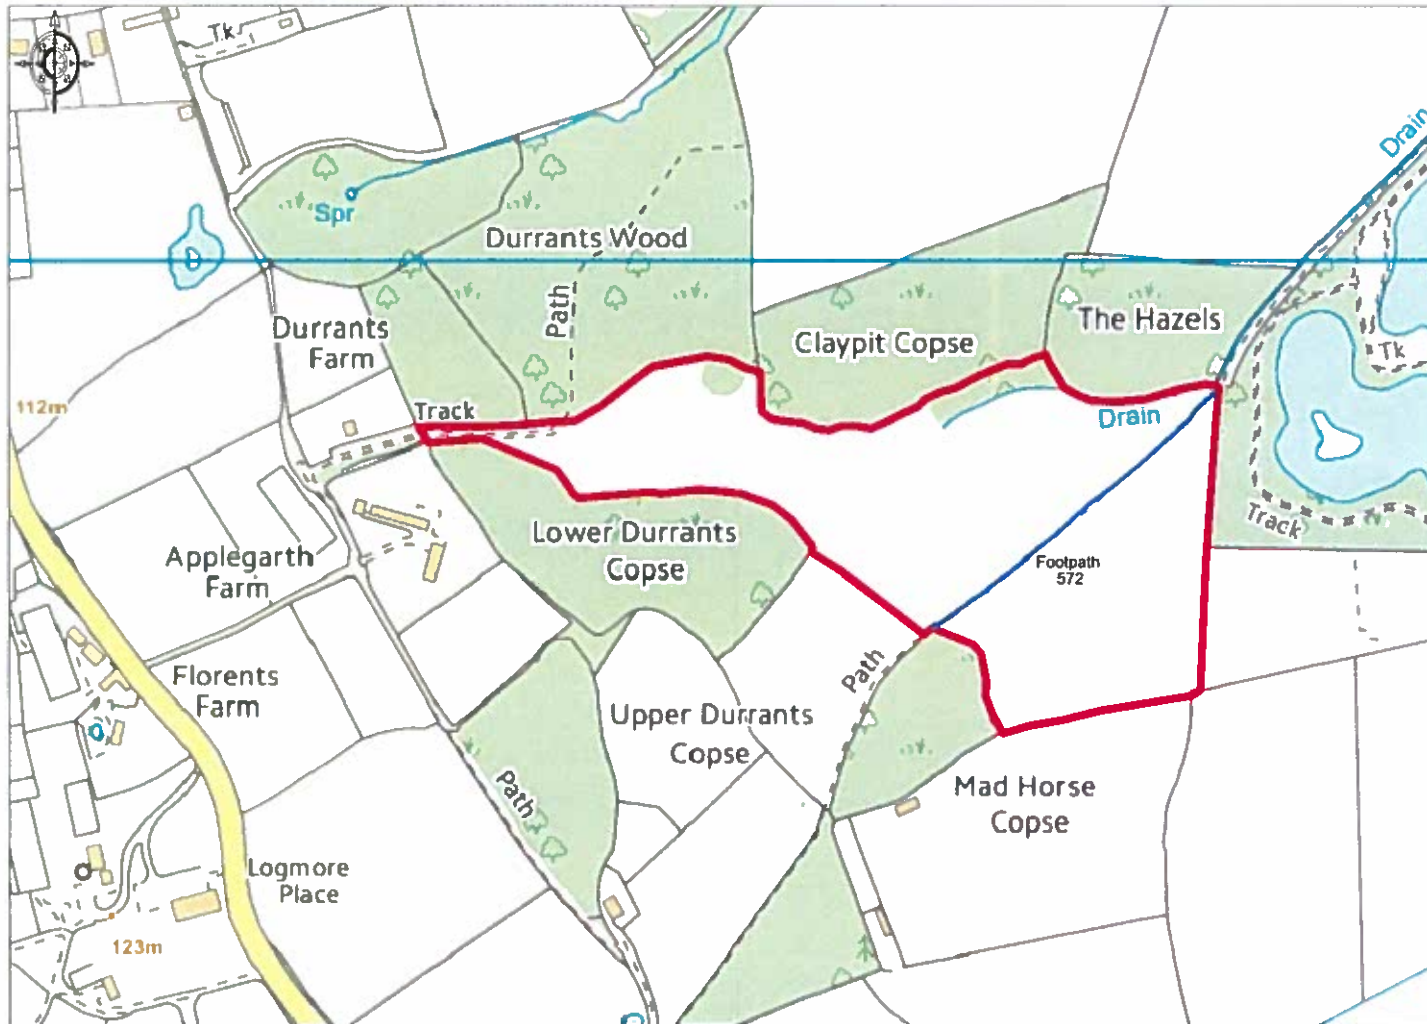 Tk
Drain
Spr
Durrants Wood
Path
Durrants
Farm
The Hazels
Claypit Copse
Tk
112m
Track
Drain
Track
Lower Durrants
Copse
Applegarth
Farm
Footpath
572
Path
Florents
Farm
Upper Durrants
Copse
Path
Mad Horse
Copse
Logmore
Place
123m